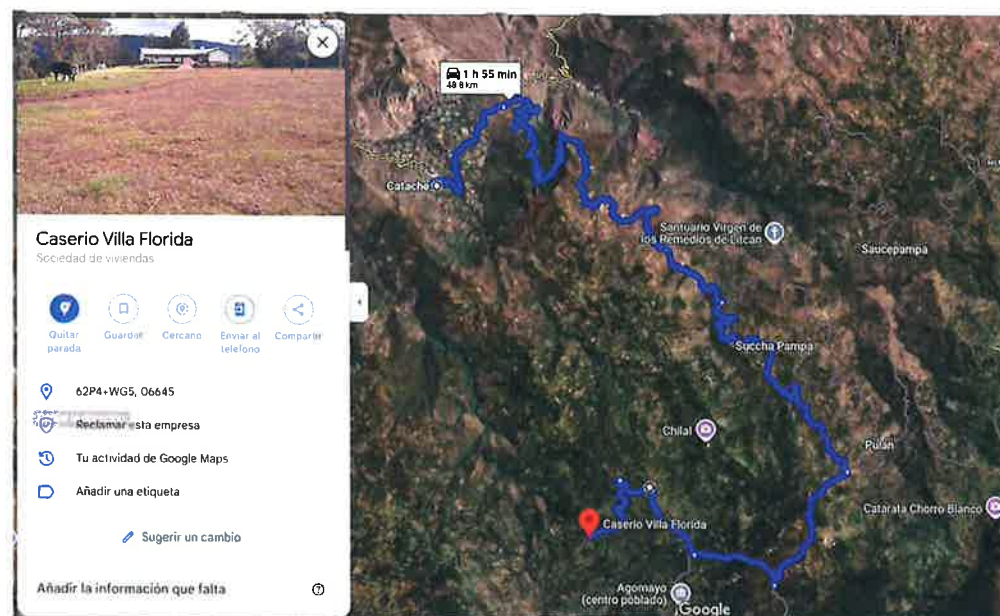 Caserio Villa Florida
Sociedad de viviendas
Quitar parada
Guardar
Cercano
Enviar al teléfono
Compartir
62P4+WG5, 06645
Reclamar esta empresa
Tu actividad de Google Maps
Añadir una etiqueta
Sugerir un cambio
Añadir la información que falta
1 h 55 min
48.8 km
Catache
Santuario Virgen de
los Remedios de Litcan
Saucepampa
Succha Pampa
Chilal
Pulan
Catarata Chorro Blanco
Caserio Villa Florida
Agomayo
(centro poblado)
Google